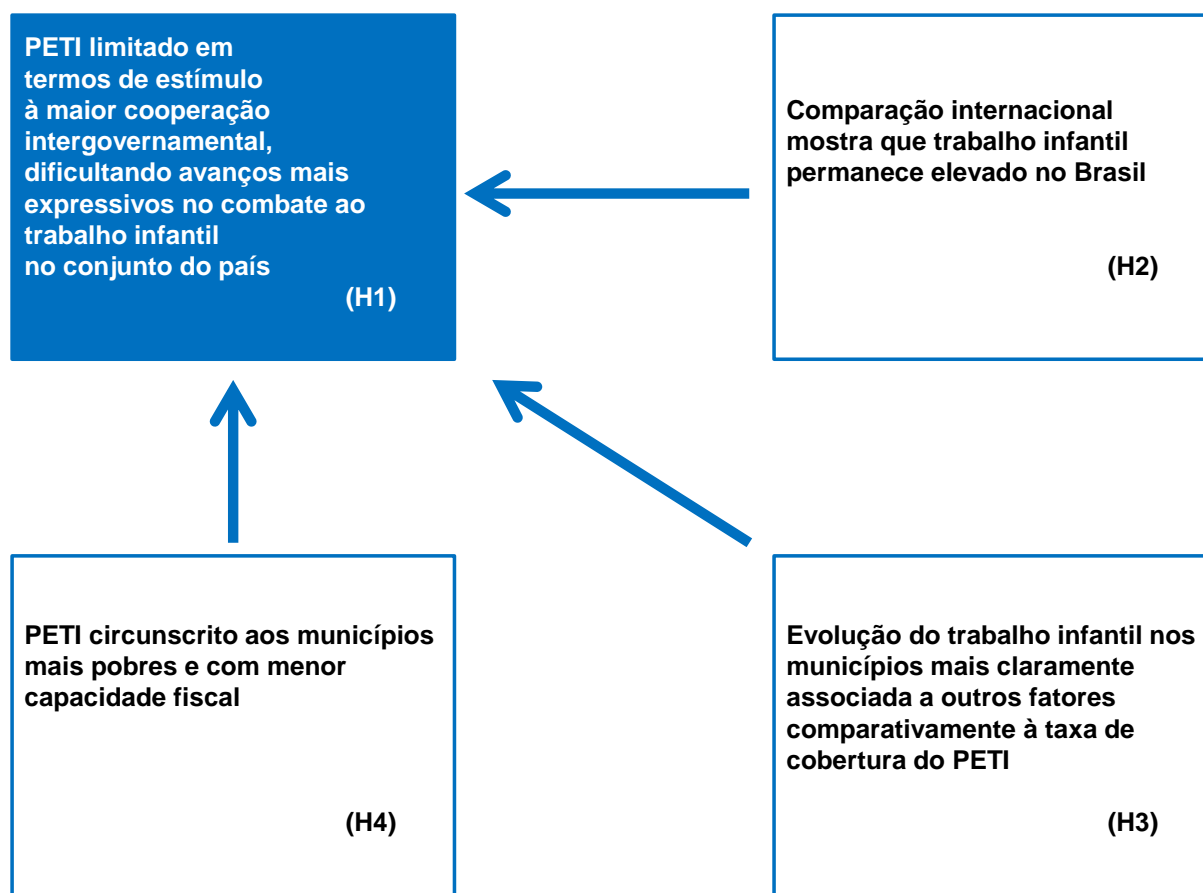 PETI limitado em
termos de estímulo
à maior cooperação
intergovernamental,
dificultando avanços mais
expressivos no combate ao
trabalho infantil
no conjunto do país
(H1)
Comparação internacional
mostra que trabalho infantil
permanece elevado no Brasil
(H2)
PETI circunscrito aos municípios
mais pobres e com menor
capacidade fiscal
(H4)
Evolução do trabalho infantil nos
municípios mais claramente
associada a outros fatores
comparativamente à taxa de
cobertura do PETI
(H3)